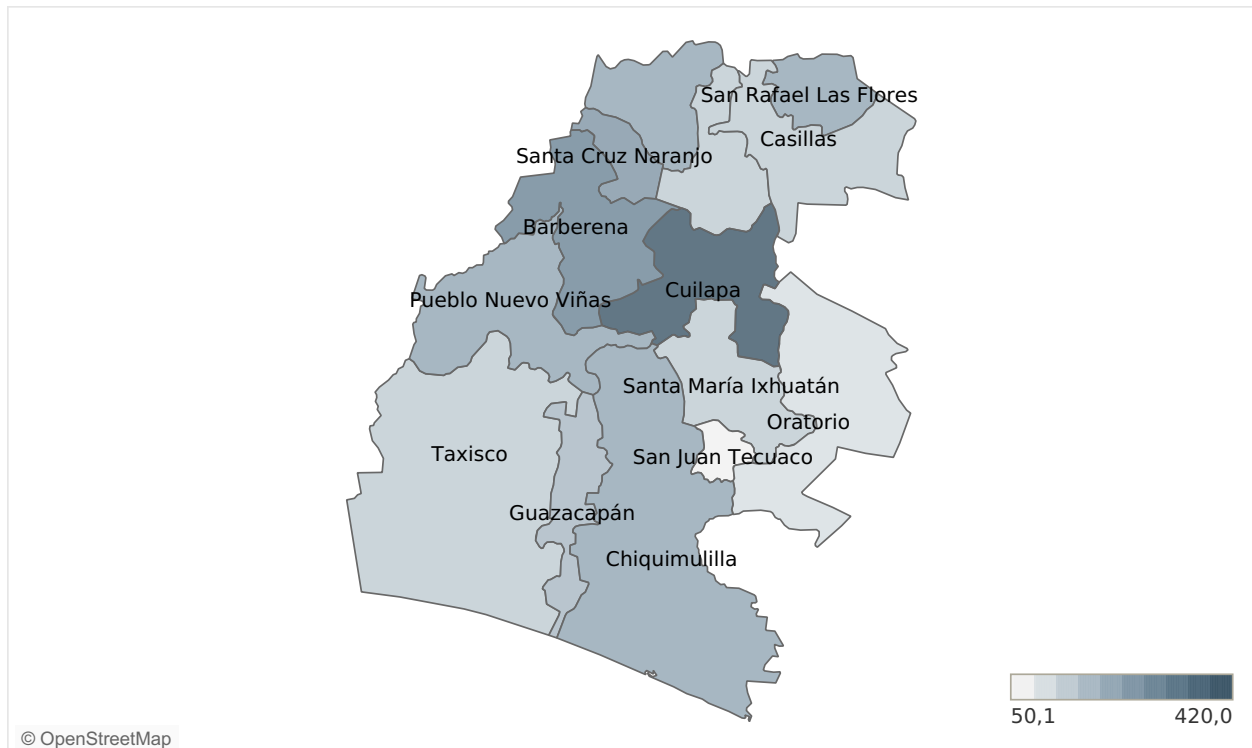 San Rafael Las Flores
Casillas
Santa Cruz Naranjo
Barberena
Cuilapa
Pueblo Nuevo Viñas
Santa María Ixhuatán
Oratorio
Taxisco
San Juan Tecuaco
Guazacapán
Chiquimulilla
50,1
420,0
© OpenStreetMap